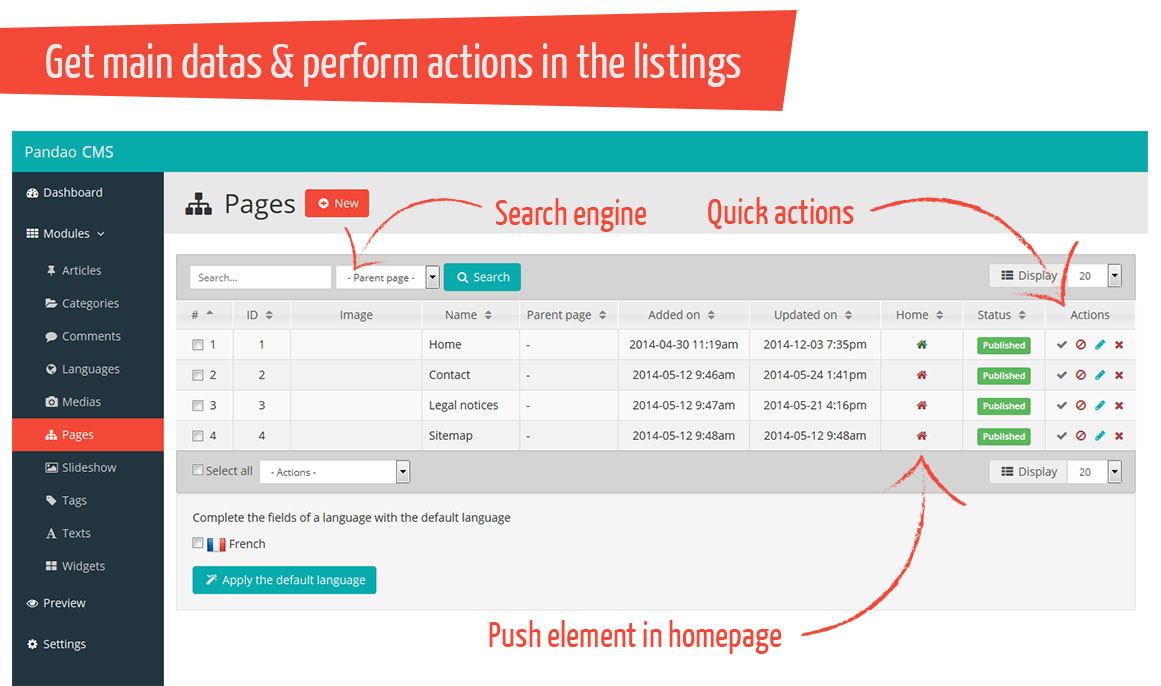 Get main datas & perform actions in the listings
Pandao CMS
Dashboard
Modules
Articles
Categories
Comments
Languages
Medias
Pages
Slideshow
Tags
Texts
Widgets
Preview
Settings
Pages New
Search engine Quick actions
Search... - Parent page - Search Display 20
# ID Image Name Parent page Added on Updated on Home Status Actions
1 1 Home - 2014-04-30 11:19am 2014-12-03 7:35pm Published
2 2 Contact - 2014-05-12 9:46am 2014-05-24 1:41pm Published
3 3 Legal notices - 2014-05-12 9:47am 2014-05-21 4:16pm Published
4 4 Sitemap - 2014-05-12 9:48am 2014-05-12 9:48am Published
Select all - Actions - Display 20
Complete the fields of a language with the default language
French
Apply the default language
Push element in homepage